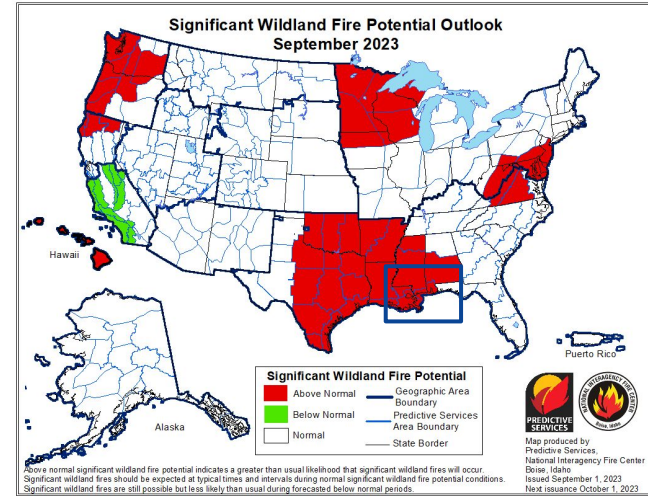 Significant Wildland Fire Potential Outlook
September 2023
Hawaii
Alaska
Puerto Rico
Significant Wildland Fire Potential
Above Normal
Below Normal
Normal
Geographic Area
Boundary
Predictive Services
Area Boundary
State Border
PREDICTIVE
SERVICES
NATIONAL INTERAGENCY FIRE CENTER
Boise, Idaho
Map produced by
Predictive Services,
National Interagency Fire Center
Boise, Idaho
Issued September 1, 2023
Next issuance October 1, 2023
Above normal significant wildland fire potential indicates a greater than usual likelihood that significant wildland fires will occur.
Significant wildland fires should be expected at typical times and intervals during normal significant wildland fire potential conditions.
Significant wildland fires are still possible but less likely than usual during forecasted below normal periods.